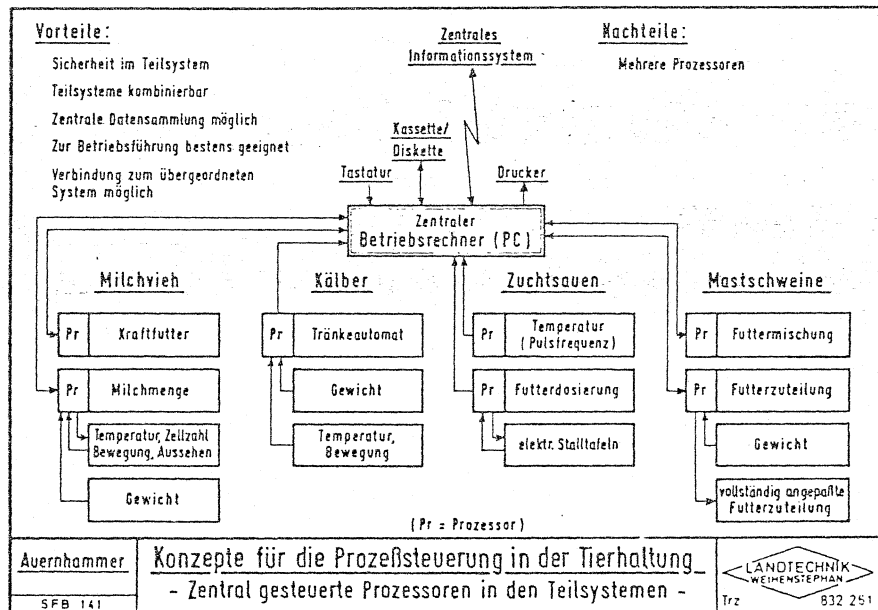 Vorteile:
Sicherheit im Teilsystem
Teilsysteme kombinierbar
Zentrale Datensammlung möglich
Zur Betriebsführung bestens geeignet
Verbindung zum übergeordneten
System möglich
Zentrales
Informationssystem
Nachteile:
Mehrere Prozessoren
Kassette/
Diskette
Tastatur
Drucker
Zentraler
Betriebsrechner (PC)
Milchvieh
Pr Kraftfutter
Pr Milchmenge
Temperatur, Zellzahl
Bewegung, Aussehen
Gewicht
Kälber
Pr Tränkeautomat
Gewicht
Temperatur,
Bewegung
Zuchtsauen
Pr Temperatur
(Pulsfrequenz)
Pr Futterdosierung
elektr. Stalltafeln
Mastschweine
Pr Futtermischung
Pr Futterzuteilung
Gewicht
vollständig angepaßte
Futterzuteilung
(Pr = Prozessor)
Auernhammer
SFB 141
Konzepte für die Prozeßsteuerung in der Tierhaltung
- Zentral gesteuerte Prozessoren in den Teilsystemen -
LANDTECHNIK
WEIHENSTEPHAN
Trz 832 251